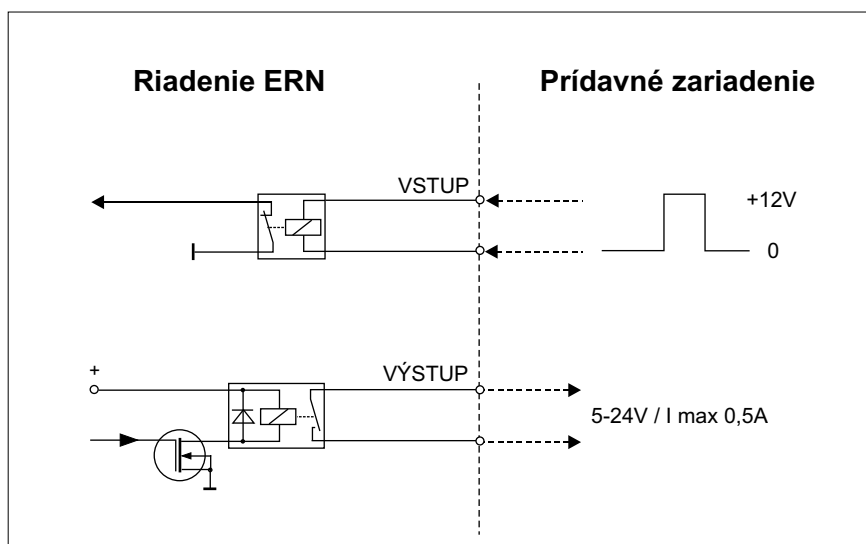 Riadenie ERN
Prídavné zariadenie
VSTUP
+12V
0
+
VÝSTUP
5-24V / I max 0,5A